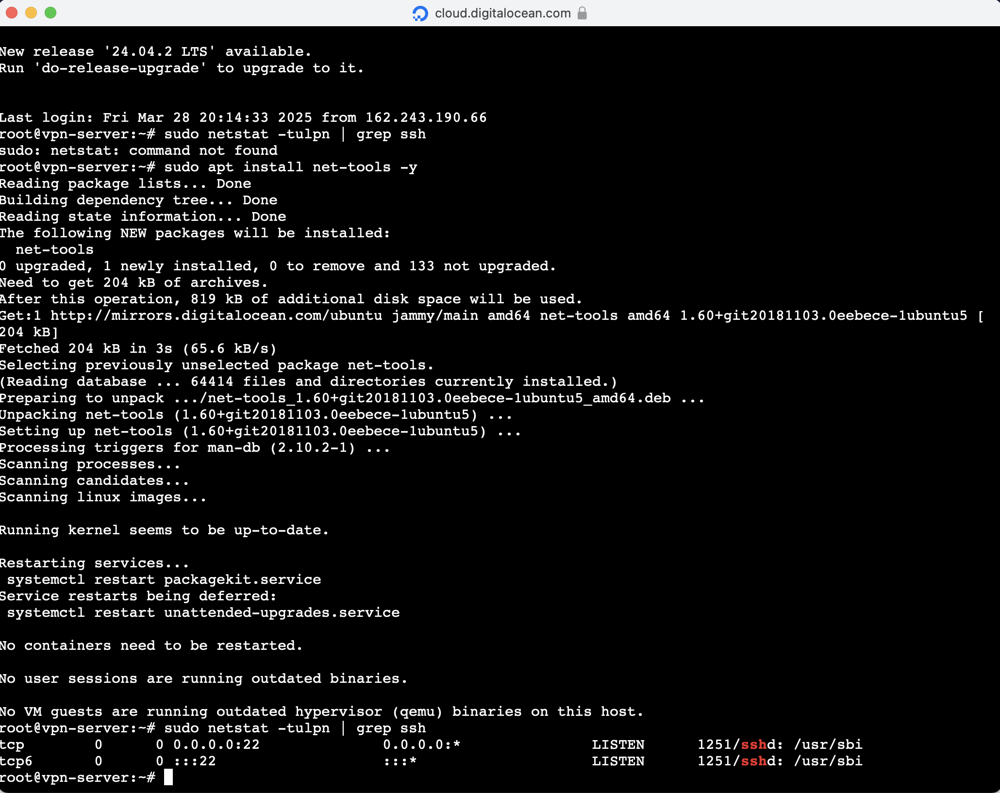 cloud.digitalocean.com
New release '24.04.2 LTS' available.
Run 'do-release-upgrade' to upgrade to it.
Last login: Fri Mar 28 20:14:33 2025 from 162.243.190.66
root@vpn-server:~# sudo netstat -tulpn | grep ssh
sudo: netstat: command not found
root@vpn-server:~# sudo apt install net-tools -y
Reading package lists... Done
Building dependency tree... Done
Reading state information... Done
The following NEW packages will be installed:
  net-tools
0 upgraded, 1 newly installed, 0 to remove and 133 not upgraded.
Need to get 204 kB of archives.
After this operation, 819 kB of additional disk space will be used.
Get:1 http://mirrors.digitalocean.com/ubuntu jammy/main amd64 net-tools amd64 1.60+git20181103.0eebece-1ubuntu5 [
204 kB]
Fetched 204 kB in 3s (65.6 kB/s)
Selecting previously unselected package net-tools.
(Reading database ... 64414 files and directories currently installed.)
Preparing to unpack .../net-tools_1.60+git20181103.0eebece-1ubuntu5_amd64.deb ...
Unpacking net-tools (1.60+git20181103.0eebece-1ubuntu5) ...
Setting up net-tools (1.60+git20181103.0eebece-1ubuntu5) ...
Processing triggers for man-db (2.10.2-1) ...
Scanning processes...
Scanning candidates...
Scanning linux images...
Running kernel seems to be up-to-date.
Restarting services...
 systemctl restart packagekit.service
Service restarts being deferred:
 systemctl restart unattended-upgrades.service
No containers need to be restarted.
No user sessions are running outdated binaries.
No VM guests are running outdated hypervisor (qemu) binaries on this host.
root@vpn-server:~# sudo netstat -tulpn | grep ssh
tcp        0      0 0.0.0.0:22              0.0.0.0:*               LISTEN      1251/sshd: /usr/sbi
tcp6       0      0 :::22                   :::*                    LISTEN      1251/sshd: /usr/sbi
root@vpn-server:~#